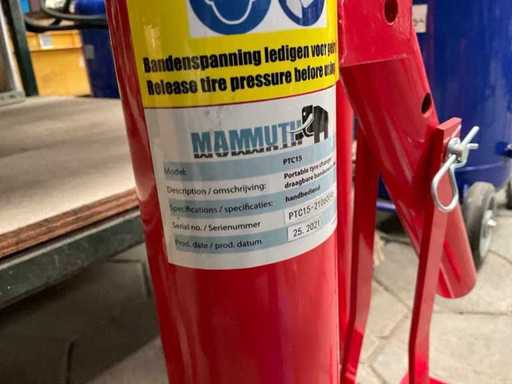 Bandenspanning ledigen voor
Release tire pressure before using
MAMMUTH
Model: PTC15
Description / omschrijving: Portable tyre changer
draagbare
Specifications / specificaties: handbediend
Serial no. / Serienummer
Prod. date / prod. datum 25. 2021